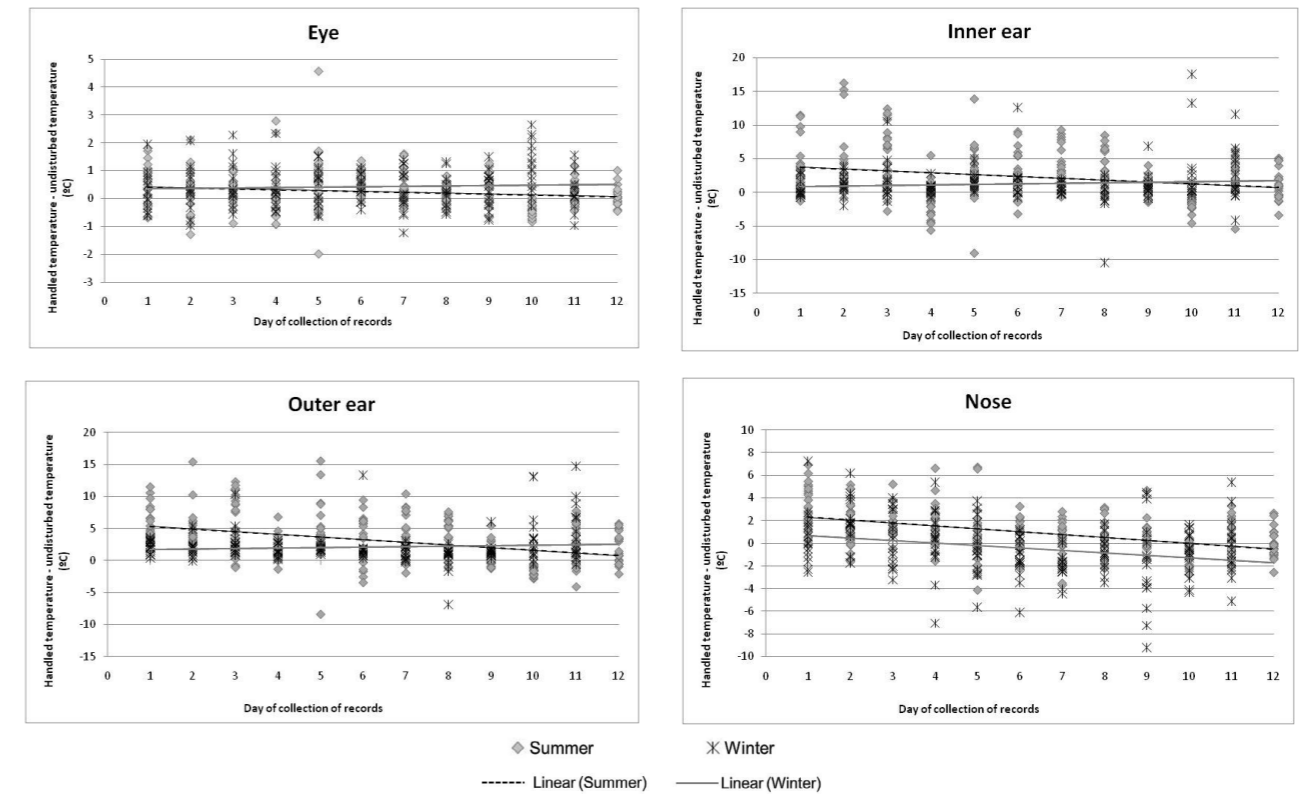 Eye
Handled temperature - undisturbed temperature
(ºC)
5
4
3
2
1
0
-1
-2
-3
0 1 2 3 4 5 6 7 8 9 10 11 12
Day of collection of records
Inner ear
Handled temperature - undisturbed temperature
(ºC)
20
15
10
5
0
-5
-10
-15
0 1 2 3 4 5 6 7 8 9 10 11 12
Day of collection of records
Outer ear
Handled temperature - undisturbed temperature
(ºC)
20
15
10
5
0
-5
-10
-15
0 1 2 3 4 5 6 7 8 9 10 11 12
Day of collection of records
Nose
Handled temperature - undisturbed temperature
(ºC)
10
8
6
4
2
0
-2
-4
-6
-8
-10
0 1 2 3 4 5 6 7 8 9 10 11 12
Day of collection of records
Summer Winter
Linear (Summer) Linear (Winter)